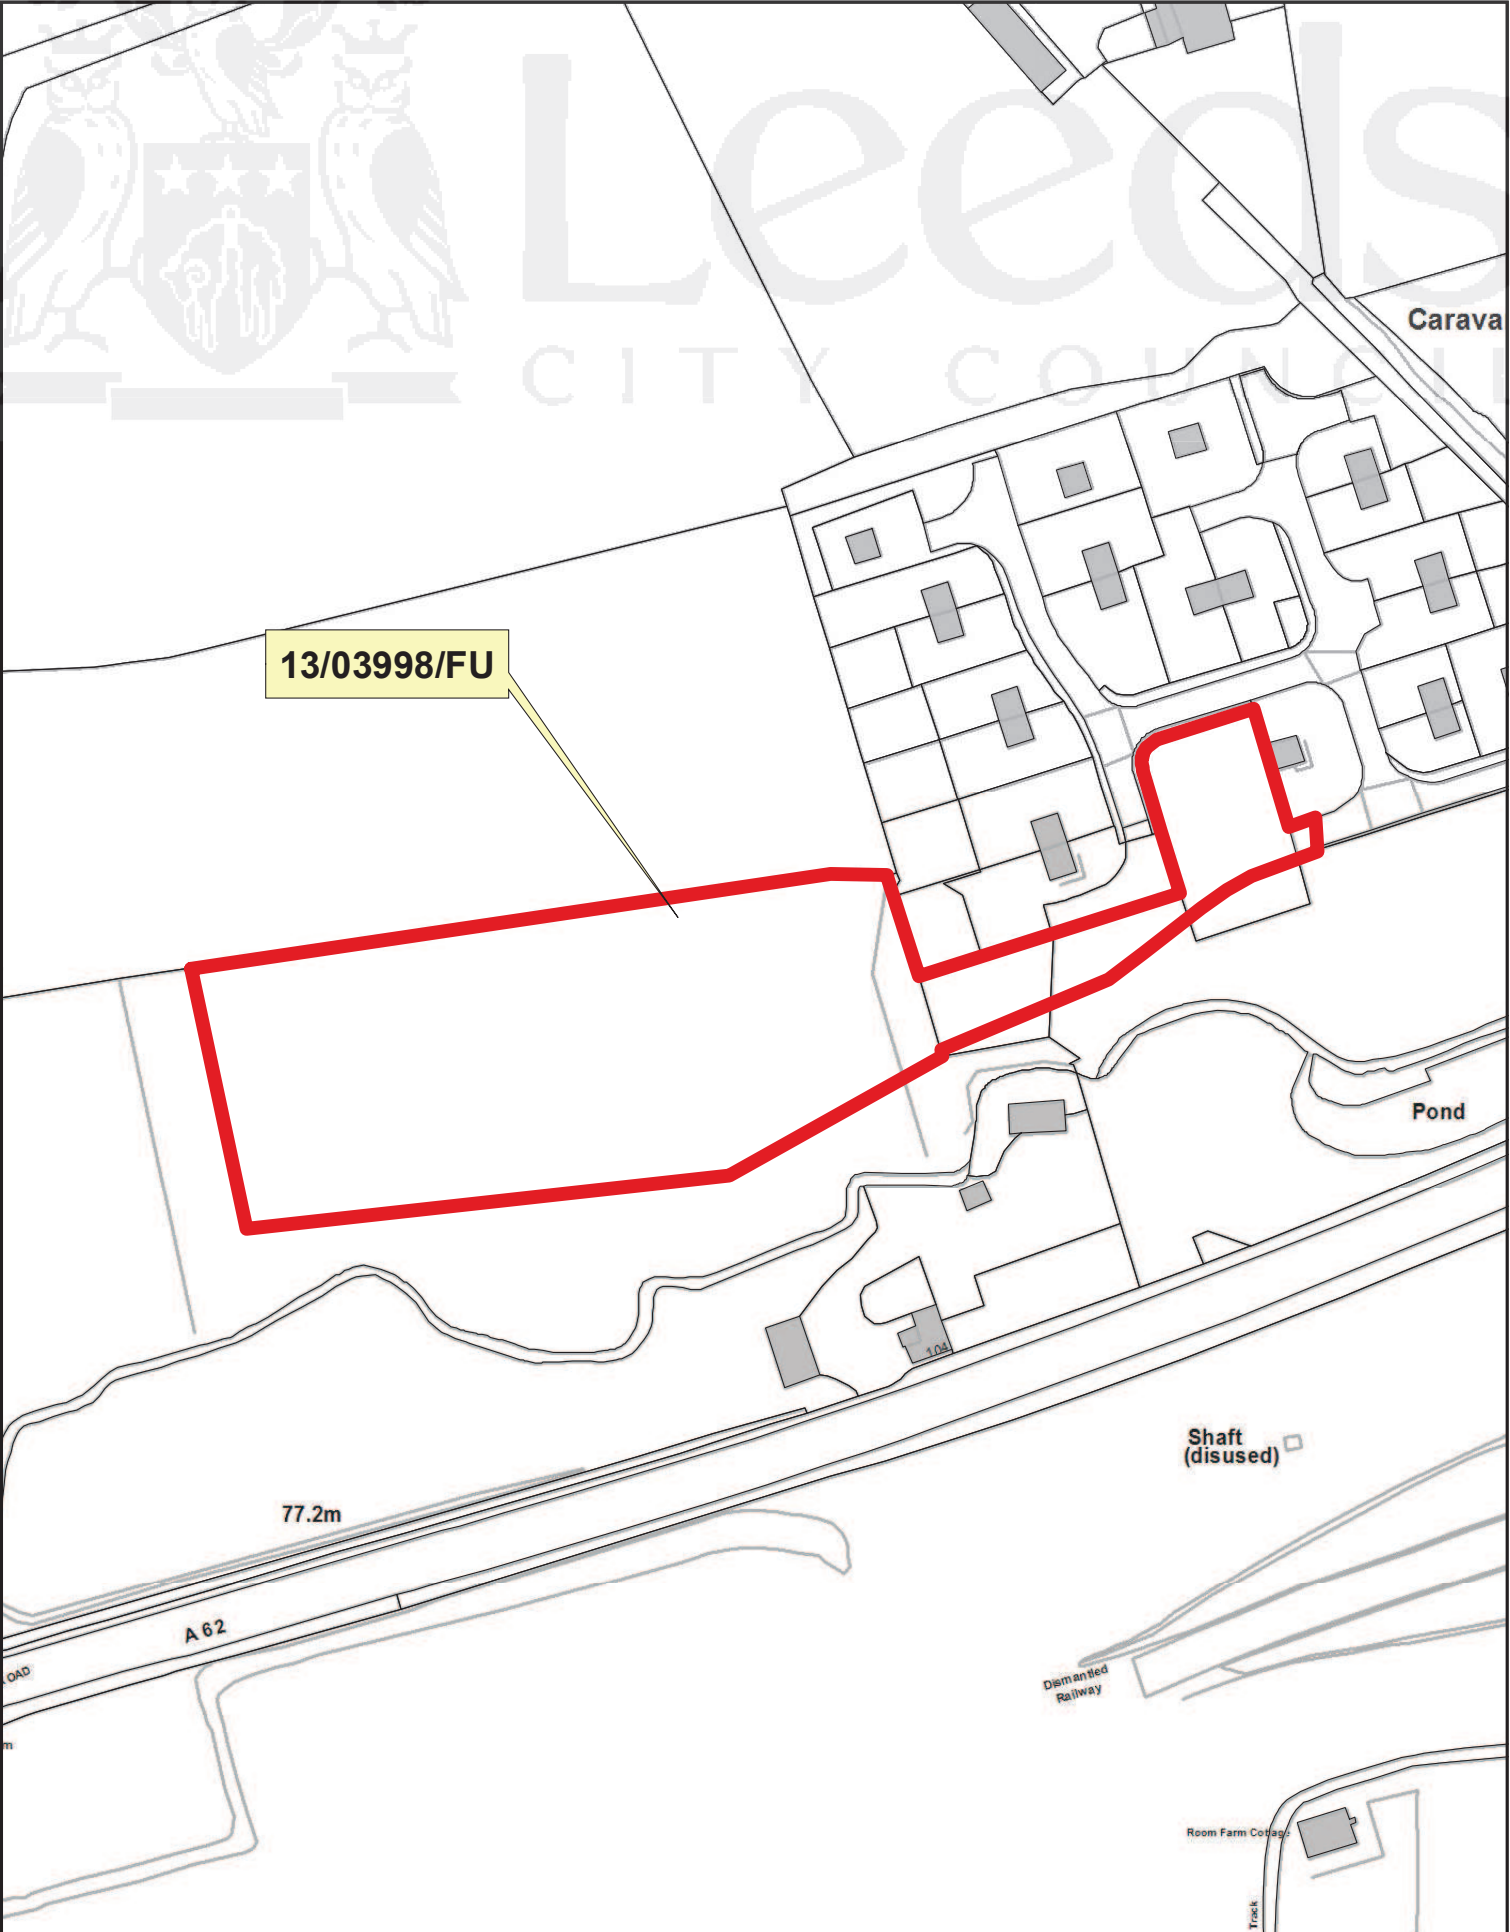 Leeds
CITY COUNCIL
Carava
13/03998/FU
Pond
104
Shaft
(disused)
77.2m
A 62
OAD
Dismantled
Railway
m
Room Farm Cottage
Track